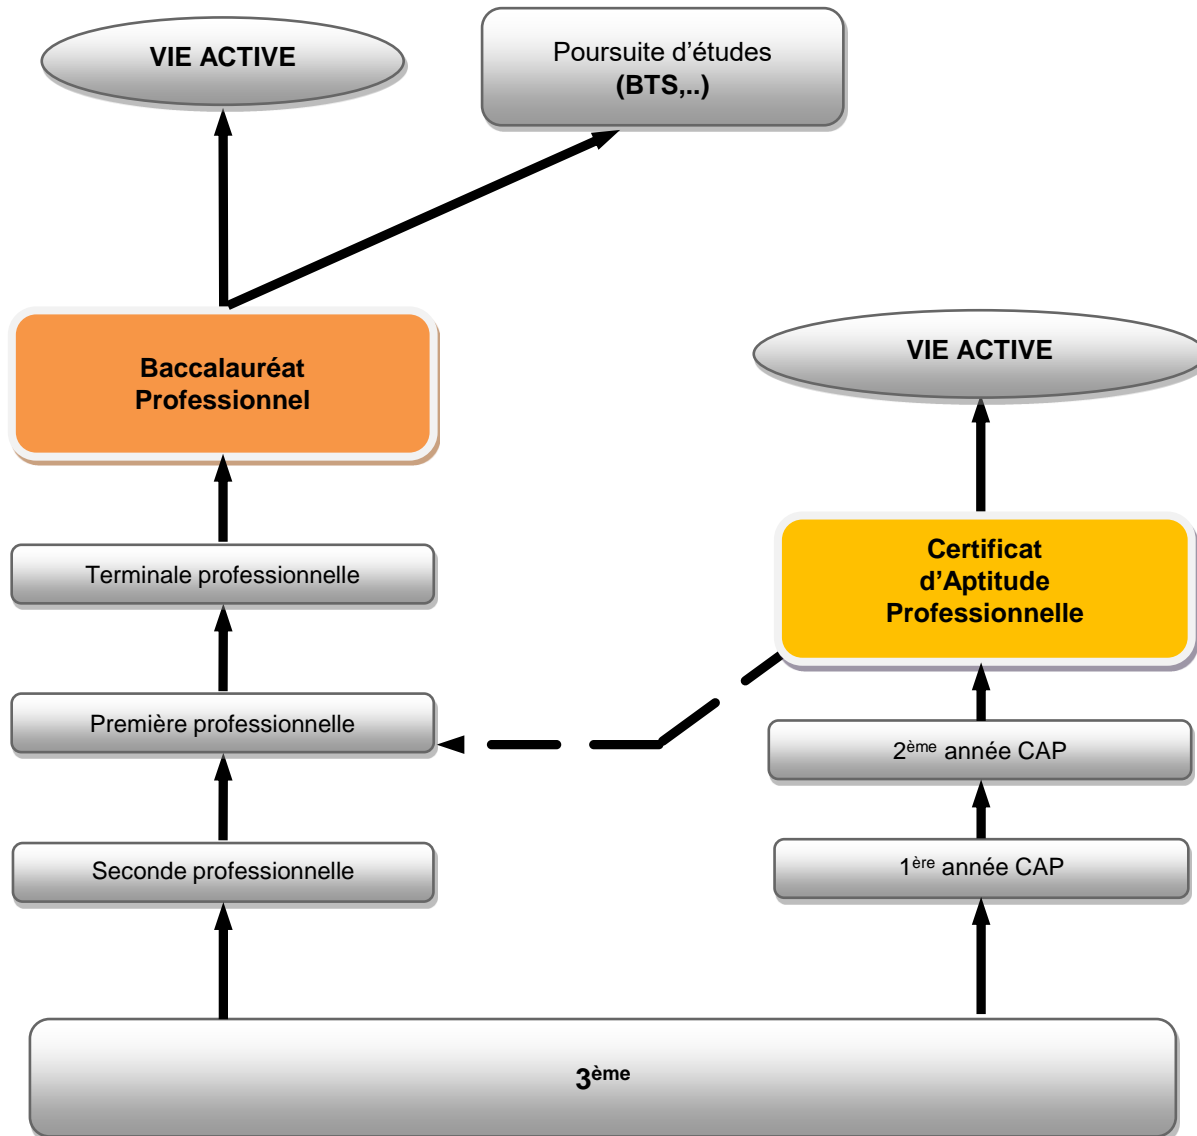 VIE ACTIVE
Poursuite d’études
(BTS,..)
Baccalauréat
Professionnel
VIE ACTIVE
Certificat
d’Aptitude
Professionnelle
Terminale professionnelle
Première professionnelle
2ème année CAP
Seconde professionnelle
1ère année CAP
3ème